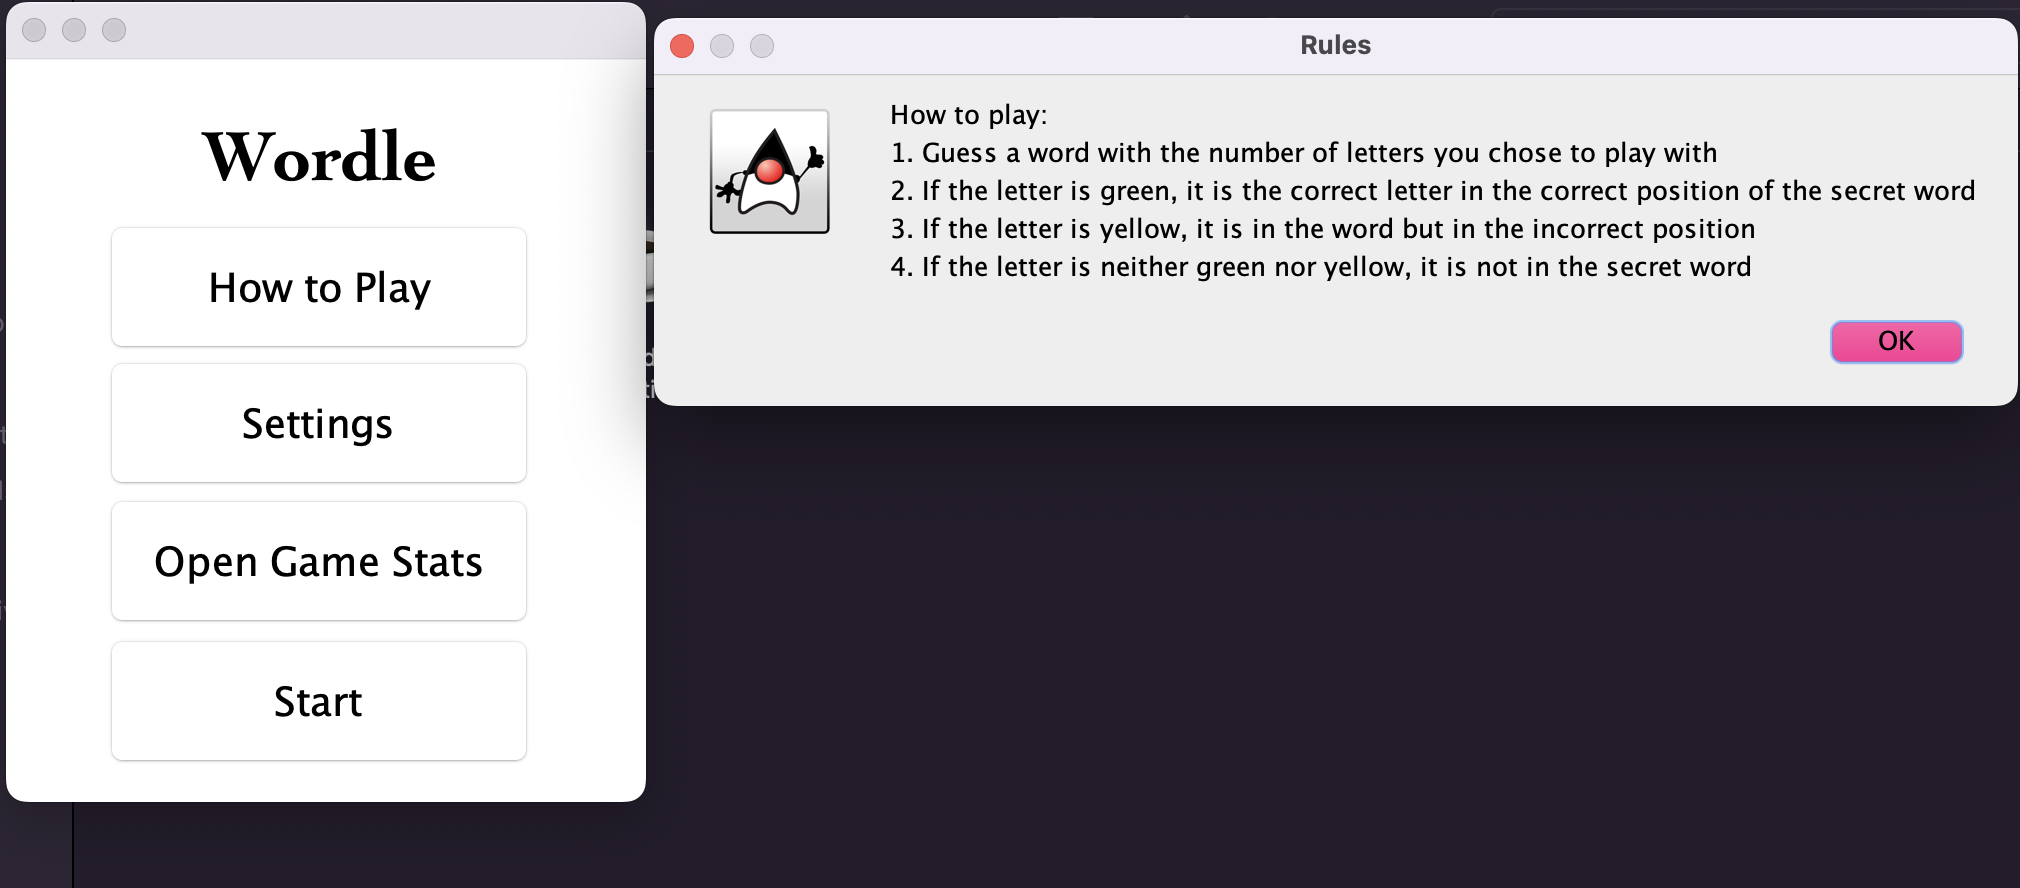 Wordle
How to Play
Settings
Open Game Stats
Start
Rules
How to play:
1. Guess a word with the number of letters you chose to play with
2. If the letter is green, it is the correct letter in the correct position of the secret word
3. If the letter is yellow, it is in the word but in the incorrect position
4. If the letter is neither green nor yellow, it is not in the secret word
OK